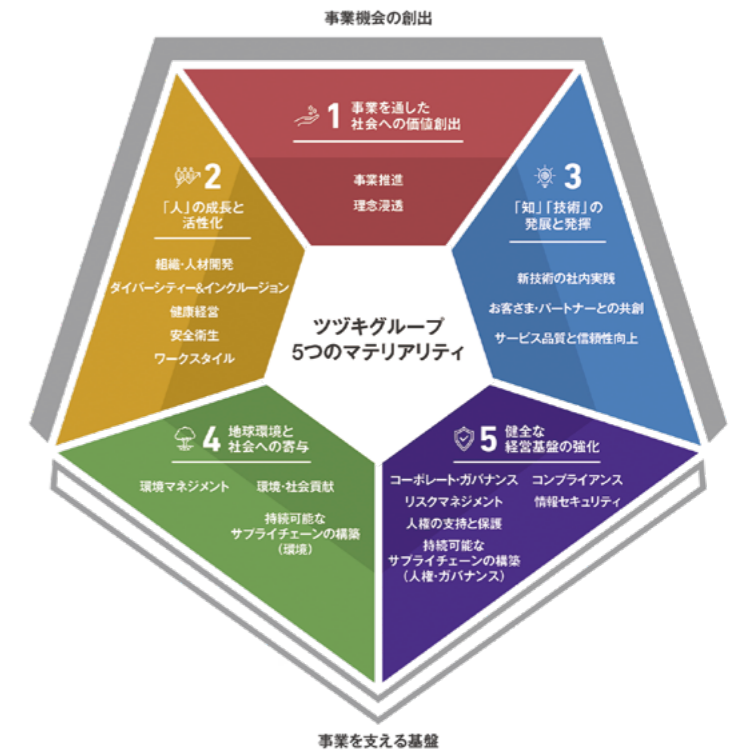 事業機会の創出
1 事業を通した
社会への価値創出
事業推進
理念浸透
2
「人」の成長と
活性化
組織・人材開発
ダイバーシティー&インクルージョン
健康経営
安全衛生
ワークスタイル
3
「知」「技術」の
発展と発揮
新技術の社内実践
お客さま・パートナーとの共創
サービス品質と信頼性向上
ツヅキグループ
5つのマテリアリティ
4 地球環境と
社会への寄与
環境マネジメント
環境・社会貢献
持続可能な
サプライチェーンの構築
(環境)
5 健全な
経営基盤の強化
コーポレート・ガバナンス
コンプライアンス
リスクマネジメント
情報セキュリティ
人権の支持と保護
持続可能な
サプライチェーンの構築
(人権・ガバナンス)
事業を支える基盤